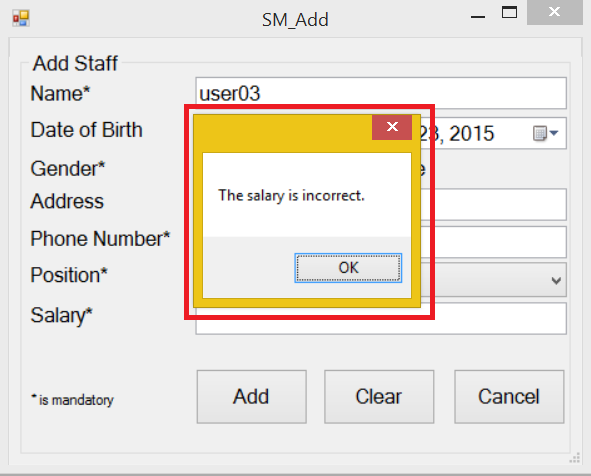 SM_Add
Add Staff
Name*
user03
Date of Birth
23, 2015
Gender*
Address
Phone Number*
Position*
Salary*
The salary is incorrect.
OK
* is mandatory
Add
Clear
Cancel